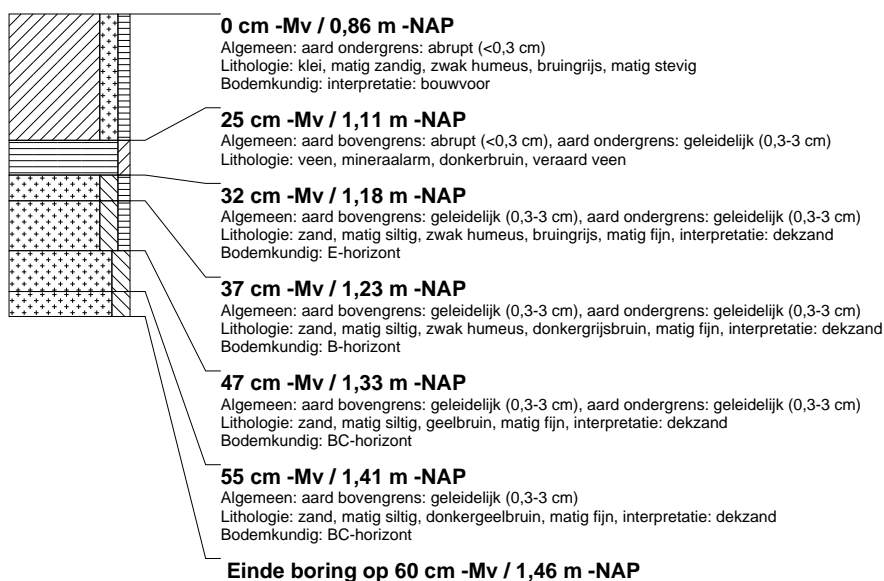 0 cm -Mv / 0,86 m -NAP
Algemeen: aard ondergrens: abrupt (<0,3 cm)
Lithologie: klei, matig zandig, zwak humeus, bruingrijs, matig stevig
Bodemkundig: interpretatie: bouwvoor
25 cm -Mv / 1,11 m -NAP
Algemeen: aard bovengrens: abrupt (<0,3 cm), aard ondergrens: geleidelijk (0,3-3 cm)
Lithologie: veen, mineraalarm, donkerbruin, veraard veen
32 cm -Mv / 1,18 m -NAP
Algemeen: aard bovengrens: geleidelijk (0,3-3 cm), aard ondergrens: geleidelijk (0,3-3 cm)
Lithologie: zand, matig siltig, zwak humeus, bruingrijs, matig fijn, interpretatie: dekzand
Bodemkundig: E-horizont
37 cm -Mv / 1,23 m -NAP
Algemeen: aard bovengrens: geleidelijk (0,3-3 cm), aard ondergrens: geleidelijk (0,3-3 cm)
Lithologie: zand, matig siltig, zwak humeus, donkergrijsbruin, matig fijn, interpretatie: dekzand
Bodemkundig: B-horizont
47 cm -Mv / 1,33 m -NAP
Algemeen: aard bovengrens: geleidelijk (0,3-3 cm), aard ondergrens: geleidelijk (0,3-3 cm)
Lithologie: zand, matig siltig, geelbruin, matig fijn, interpretatie: dekzand
Bodemkundig: BC-horizont
55 cm -Mv / 1,41 m -NAP
Algemeen: aard bovengrens: geleidelijk (0,3-3 cm)
Lithologie: zand, matig siltig, donkergeelbruin, matig fijn, interpretatie: dekzand
Bodemkundig: BC-horizont
Einde boring op 60 cm -Mv / 1,46 m -NAP